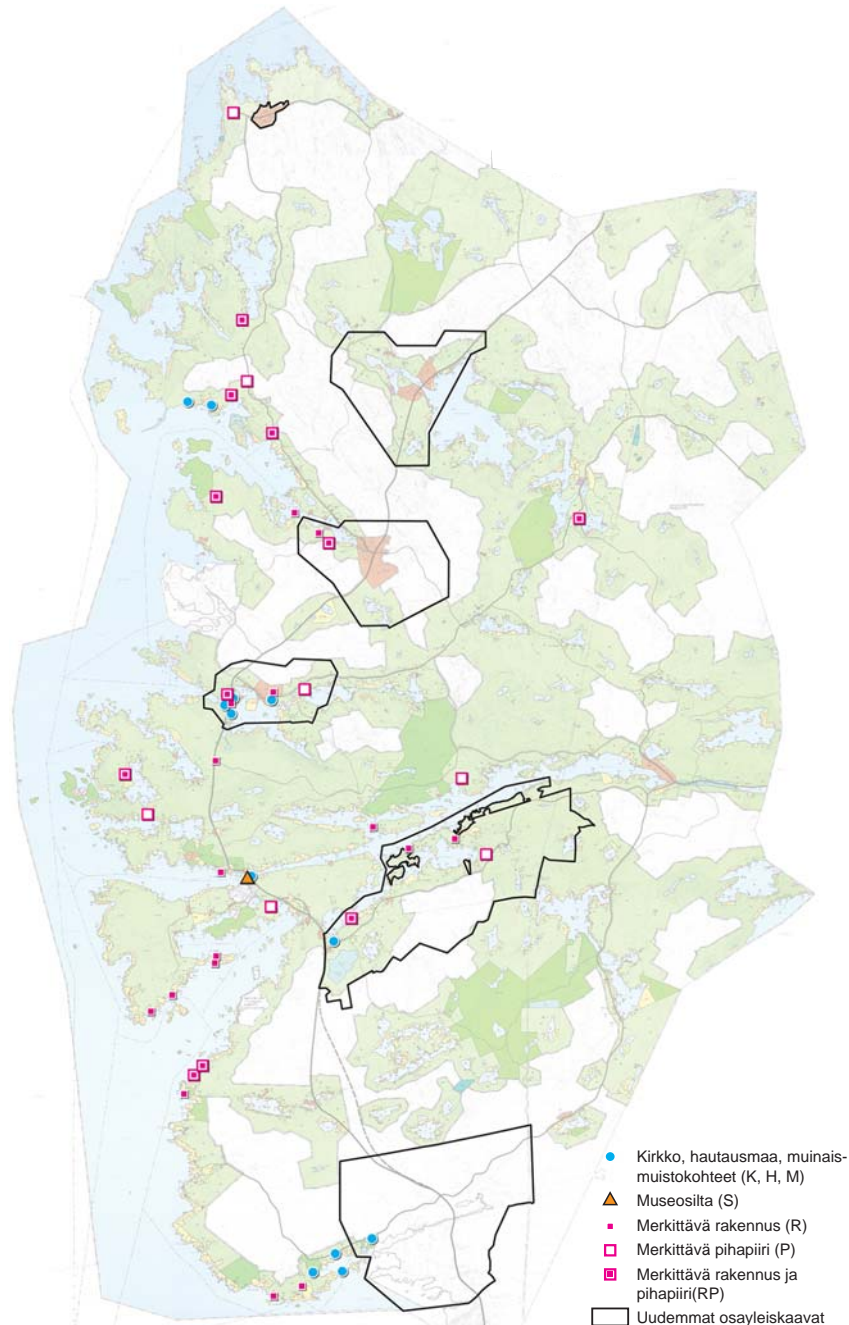 Kirkko, hautausmaa, muinais-
muistokohteet (K, H, M)
Museosilta (S)
Merkittävä rakennus (R)
Merkittävä pihapiiri (P)
Merkittävä rakennus ja
pihapiiri(RP)
Uudemmat osayleiskaavat